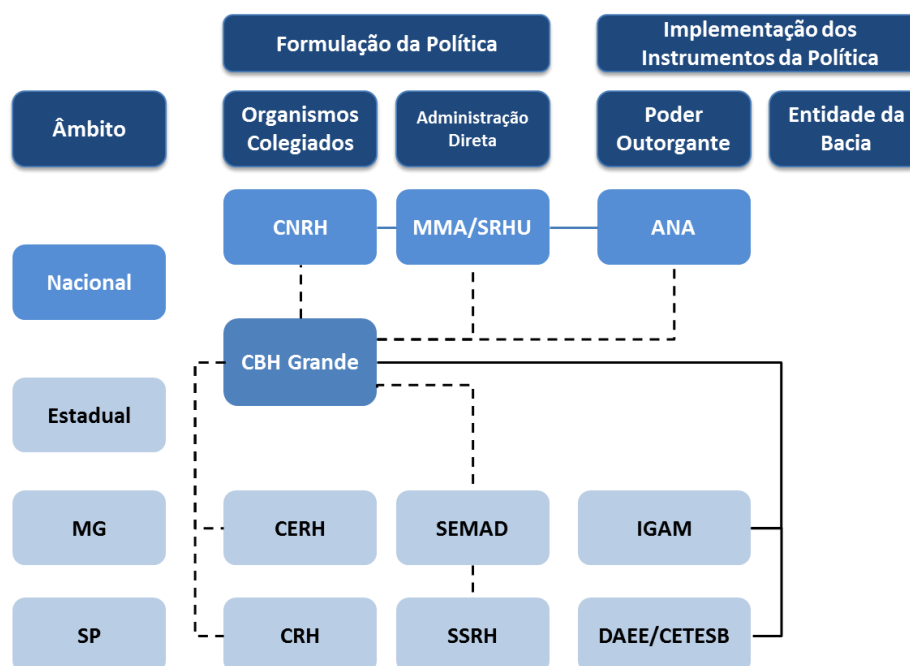 Formulação da Política
Implementação dos
Instrumentos da Política
Âmbito
Organismos
Colegiados
Administração
Direta
Poder
Outorgante
Entidade da
Bacia
CNRH
MMA/SRHU
ANA
Nacional
CBH Grande
Estadual
MG
CERH
SEMAD
IGAM
SP
CRH
SSRH
DAEE/CETESB